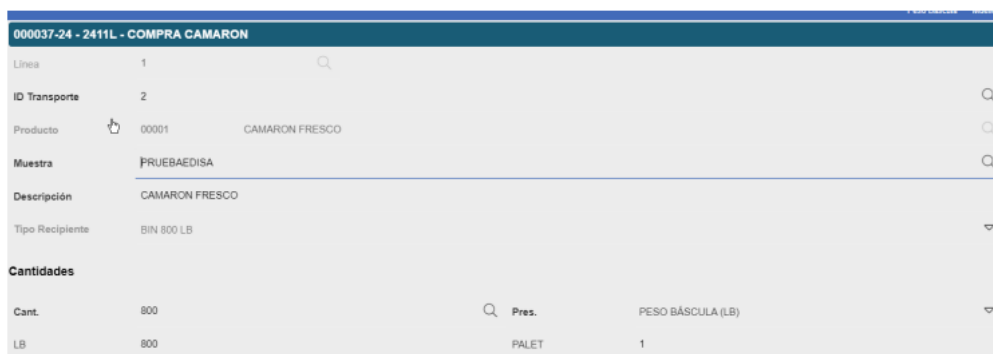 000037-24 - 2411L - COMPRA CAMARON
Línea 1
ID Transporte 2
Producto 00001 CAMARON FRESCO
Muestra PRUEBAEDISA
Descripción CAMARON FRESCO
Tipo Recipiente BIN 800 LB
Cantidades
Cant. 800 Pres. PESO BÁSCULA (LB)
LB 800 PALET 1